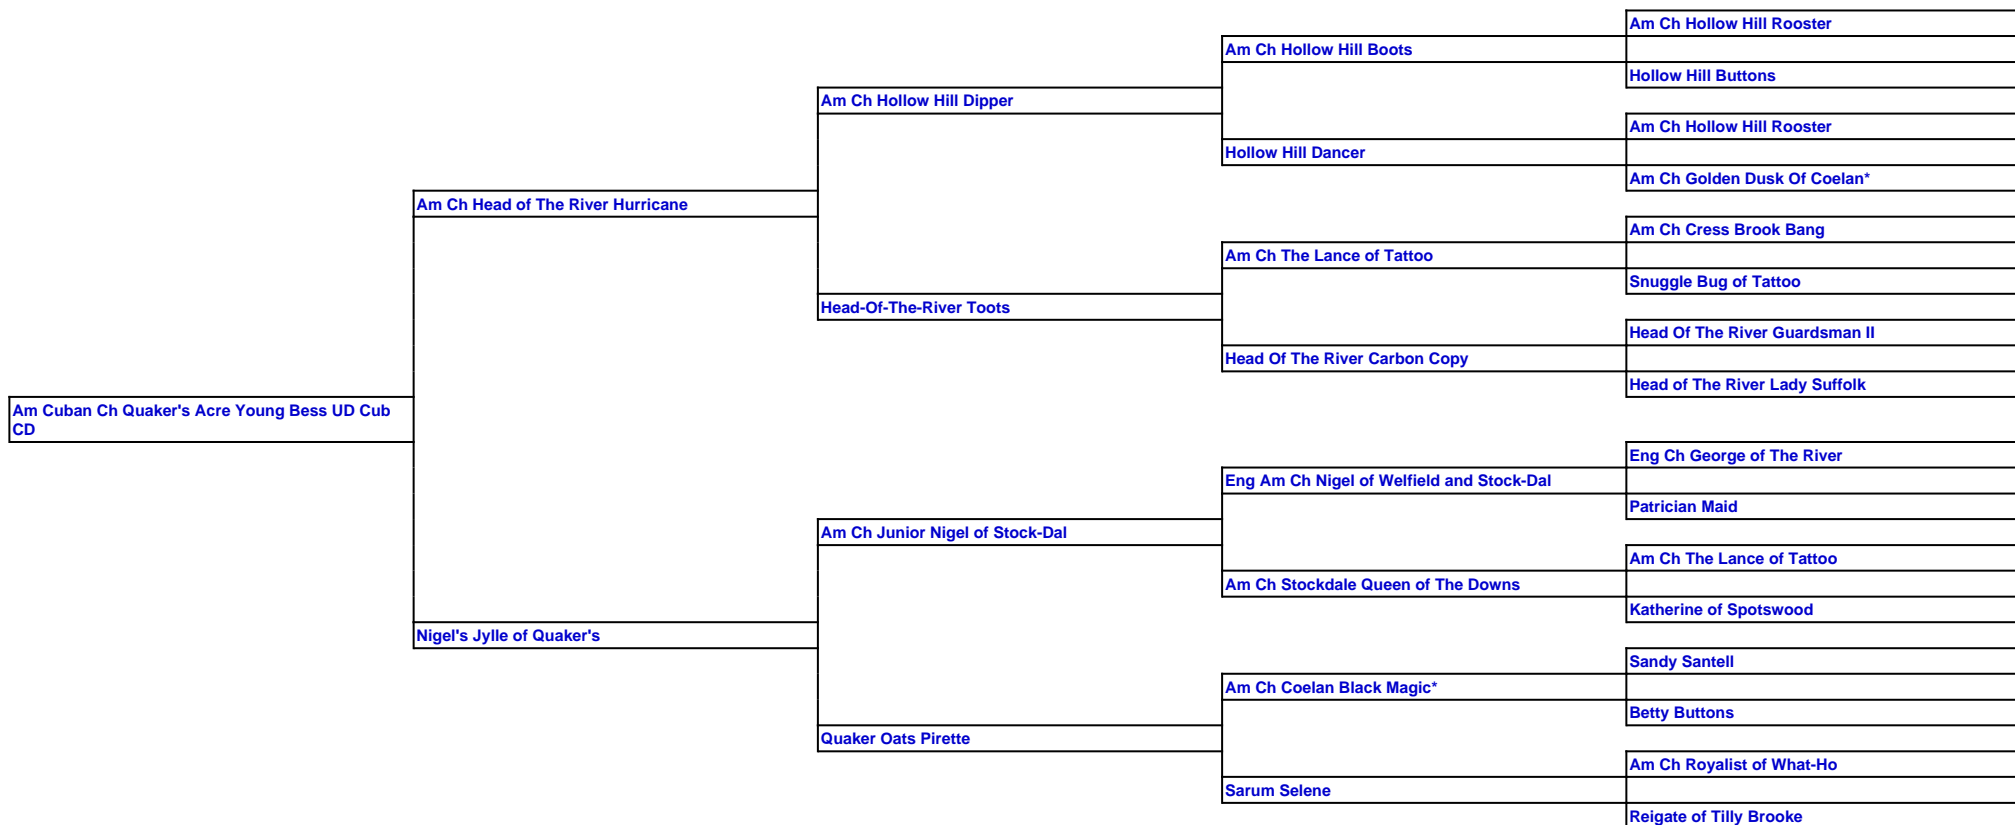 Am Ch Hollow Hill Rooster
Am Ch Hollow Hill Boots
Hollow Hill Buttons
Am Ch Hollow Hill Dipper
Am Ch Hollow Hill Rooster
Hollow Hill Dancer
Am Ch Golden Dusk Of Coelan*
Am Ch Head of The River Hurricane
Am Ch Cress Brook Bang
Am Ch The Lance of Tattoo
Snuggle Bug of Tattoo
Head-Of-The-River Toots
Head Of The River Guardsman II
Head Of The River Carbon Copy
Head of The River Lady Suffolk
Am Cuban Ch Quaker's Acre Young Bess UD Cub
CD
Eng Ch George of The River
Eng Am Ch Nigel of Welfield and Stock-Dal
Patrician Maid
Am Ch Junior Nigel of Stock-Dal
Am Ch The Lance of Tattoo
Am Ch Stockdale Queen of The Downs
Katherine of Spotswood
Nigel's Jylle of Quaker's
Sandy Santell
Am Ch Coelan Black Magic*
Betty Buttons
Quaker Oats Pirette
Am Ch Royalist of What-Ho
Sarum Selene
Reigate of Tilly Brooke